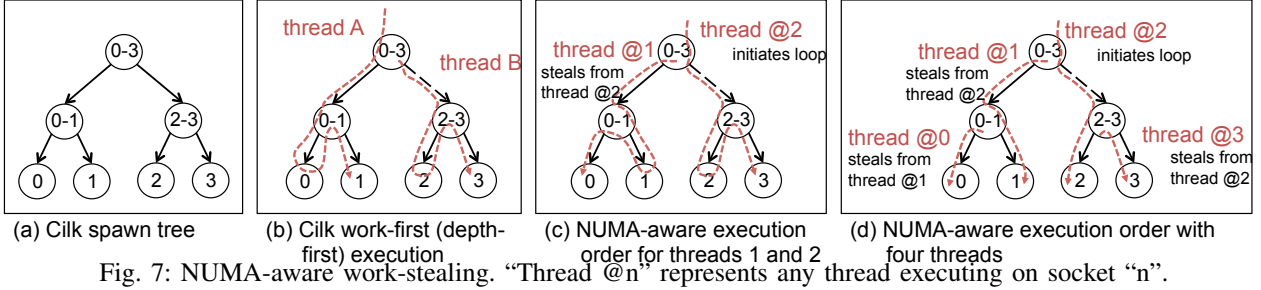 0-3
0-1
2-3
0
1
2
3
(a) Cilk spawn tree
thread A
0-3
thread B
0-1
2-3
0
1
2
3
(b) Cilk work-first (depth-
first) execution
thread @2
thread @1
0-3
initiates loop
steals from
thread @2
0-1
2-3
0
1
2
3
(c) NUMA-aware execution
order for threads 1 and 2
thread @2
thread @1
0-3
initiates loop
steals from
thread @2
0-1
2-3
thread @0
thread @3
steals from
thread @1
steals from
thread @2
0
1
2
3
(d) NUMA-aware execution order with
four threads
Fig. 7: NUMA-aware work-stealing. “Thread @n” represents any thread executing on socket “n”.